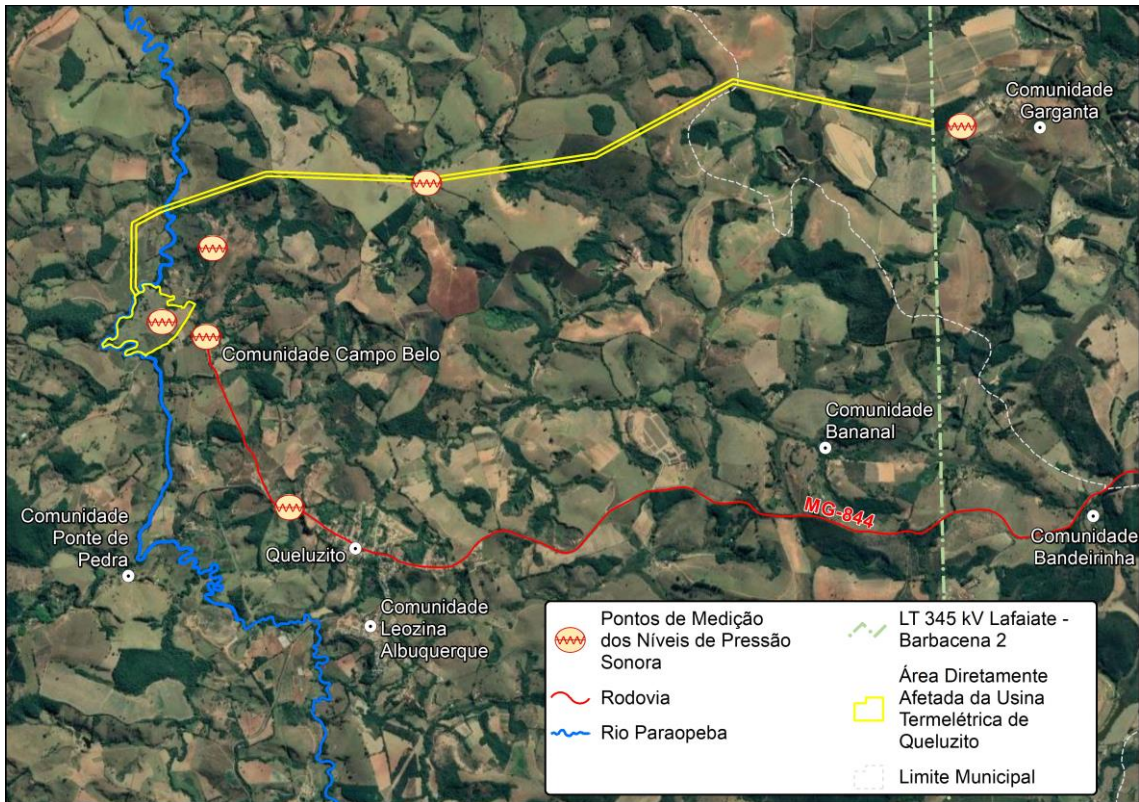 Comunidade
Garganta
Comunidade Campo Belo
Comunidade
Bananal
MG-844
Comunidade
Ponte de
Pedra
Queluzito
Comunidade
Bandeirinha
Comunidade
Leozina
Albuquerque
Pontos de Medição
dos Níveis de Pressão
Sonora
Rodovia
Rio Paraopeba
LT 345 kV Lafaiate -
Barbacena 2
Área Diretamente
Afetada da Usina
Termelétrica de
Queluzito
Limite Municipal